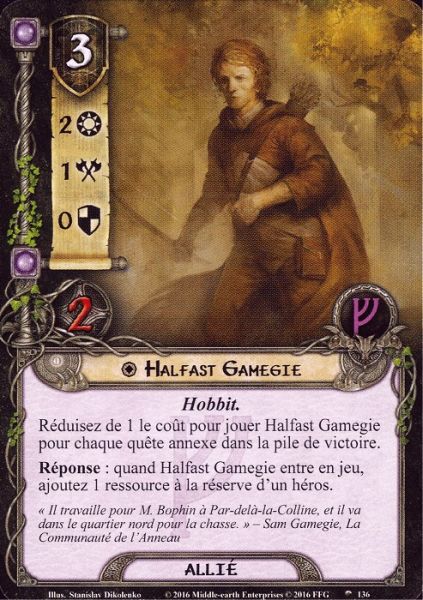 3
2
1
0
2
Halfast Gamegie
Hobbit.
Réduisez de 1 le coût pour jouer Halfast Gamegie
pour chaque quête annexe dans la pile de victoire.
Réponse : quand Halfast Gamegie entre en jeu,
ajoutez 1 ressource à la réserve d’un héros.
« Il travaille pour M. Bophin à Par-delà-la-Colline, et il va
dans le quartier nord pour la chasse. » – Sam Gamegie, La
Communauté de l’Anneau
ALLIÉ
Illus. Stanislav Dikolenko © 2016 Middle-earth Enterprises © 2016 FFG 136